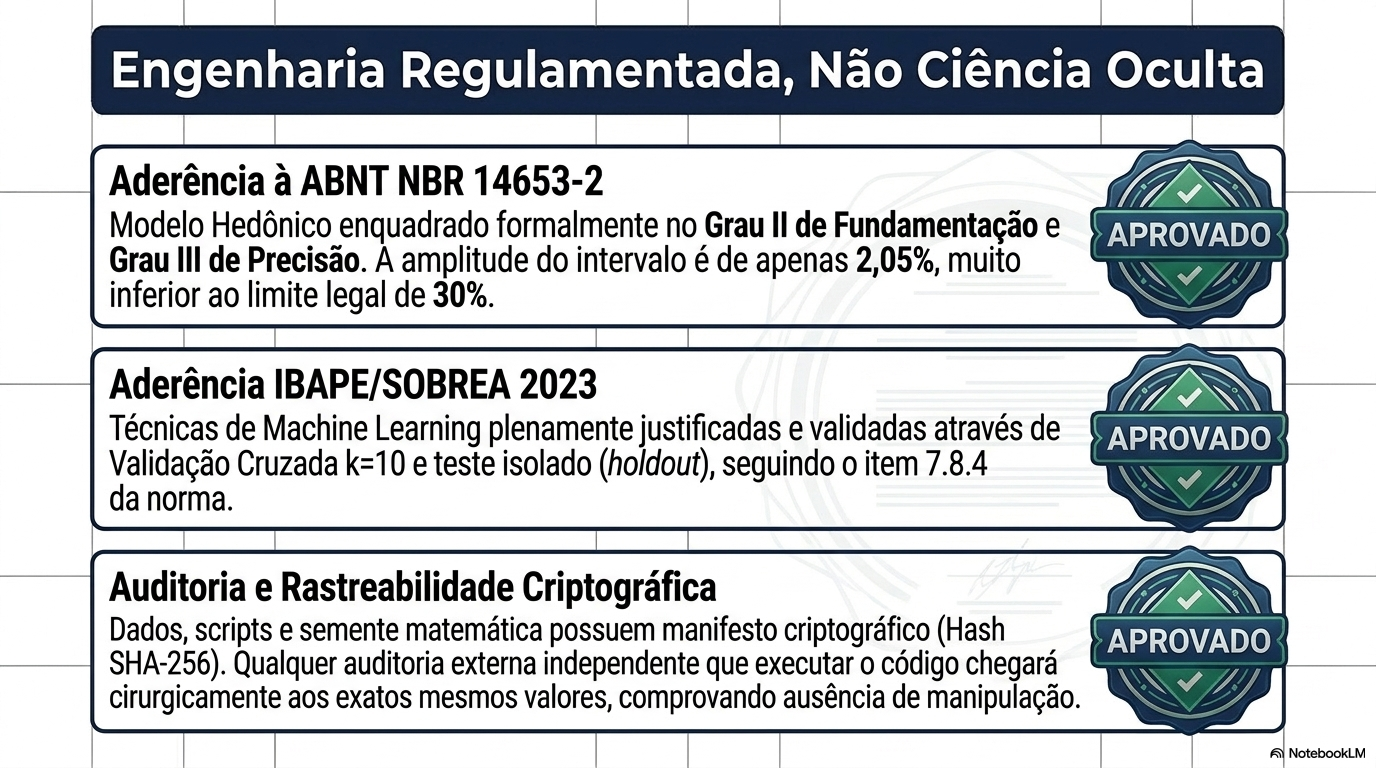 Engenharia Regulamentada, Não Ciência Oculta
Aderência à ABNT NBR 14653-2
Modelo Hedônico enquadrado formalmente no Grau II de Fundamentação e
Grau III de Precisão. A amplitude do intervalo é de apenas 2,05%, muito
inferior ao limite legal de 30%.
APROVADO
Aderência IBAPE/SOBREA 2023
Técnicas de Machine Learning plenamente justificadas e validadas através de
Validação Cruzada k=10 e teste isolado (holdout), seguindo o item 7.8.4
da norma.
APROVADO
Auditoria e Rastreabilidade Criptográfica
Dados, scripts e semente matemática possuem manifesto criptográfico (Hash
SHA-256). Qualquer auditoria externa independente que executar o código chegará
cirurgicamente aos exatos mesmos valores, comprovando ausência de manipulação.
APROVADO
NotebookLM